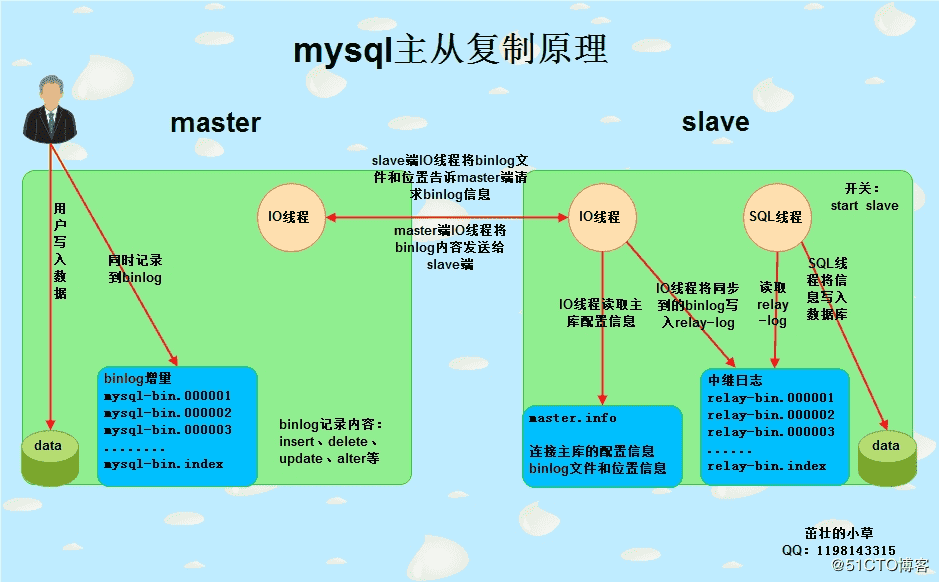 mysql主从复制原理
master
slave
slave端IO线程将binlog文
件和位置告诉master端请
求binlog信息
master端IO线程将
binlog内容发送给
slave端
开关：
start slave
IO线程
IO线程
SQL线程
用
户
写
入
数
据
同时记录
到binlog
IO线程读取主
库配置信息
IO线程将同步
到的binlog写
入relay-log
读取
relay
-log
SQL线
程将信
息写入
数据库
data
binlog增量
mysql-bin.000001
mysql-bin.000002
mysql-bin.000003
........
mysql-bin.index
binlog记录内容：
insert、delete、
update、alter等
master.info
连接主库的配置信息
binlog文件和位置信息
中继日志
relay-bin.000001
relay-bin.000002
relay-bin.000003
......
relay-bin.index
data
茁壮的小草
QQ：1198143315
@51CTO博客